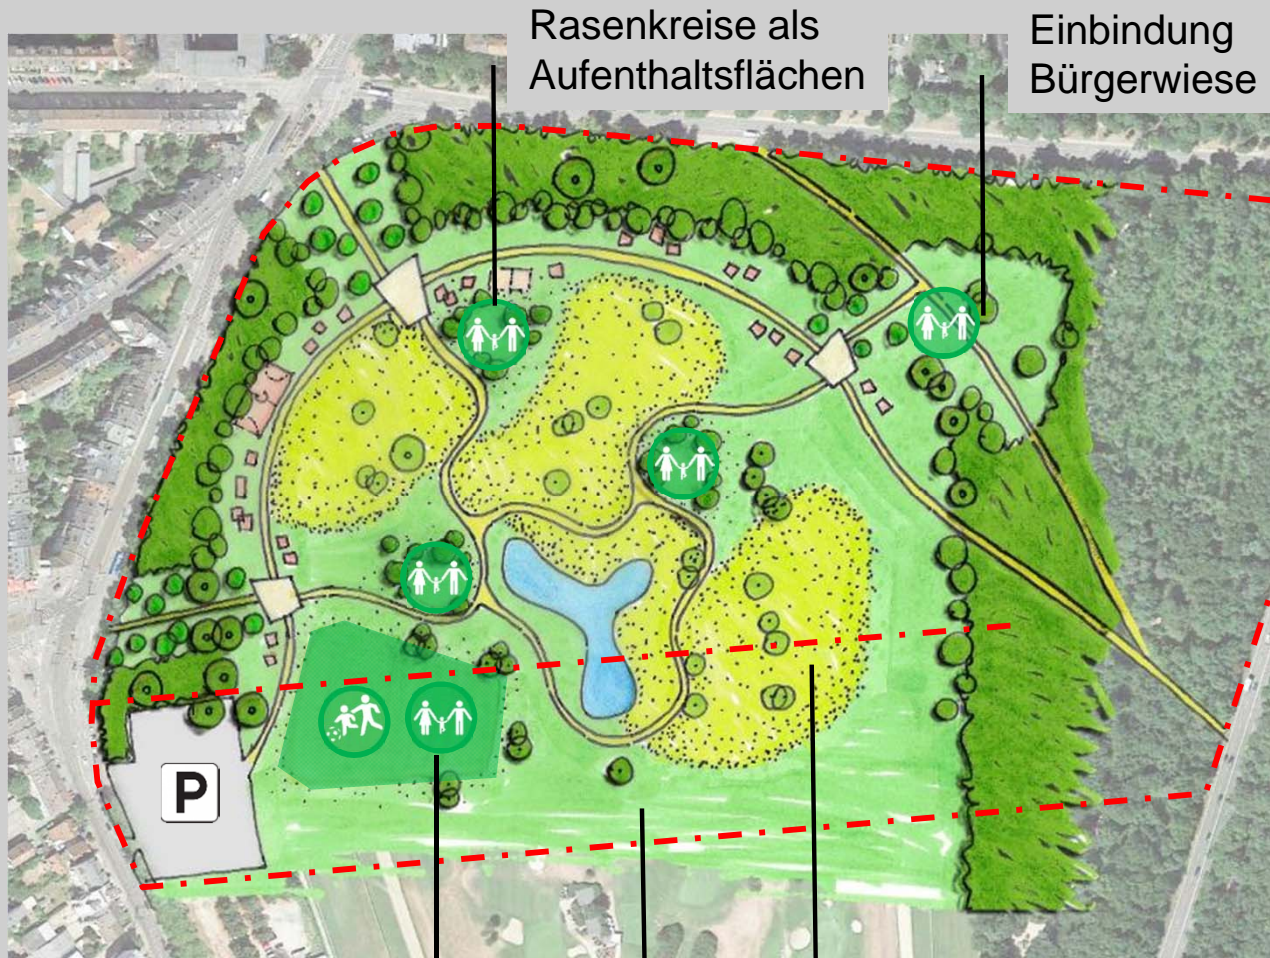 Rasenkreise als
Aufenthaltsflächen
Einbindung
Bürgerwiese
P